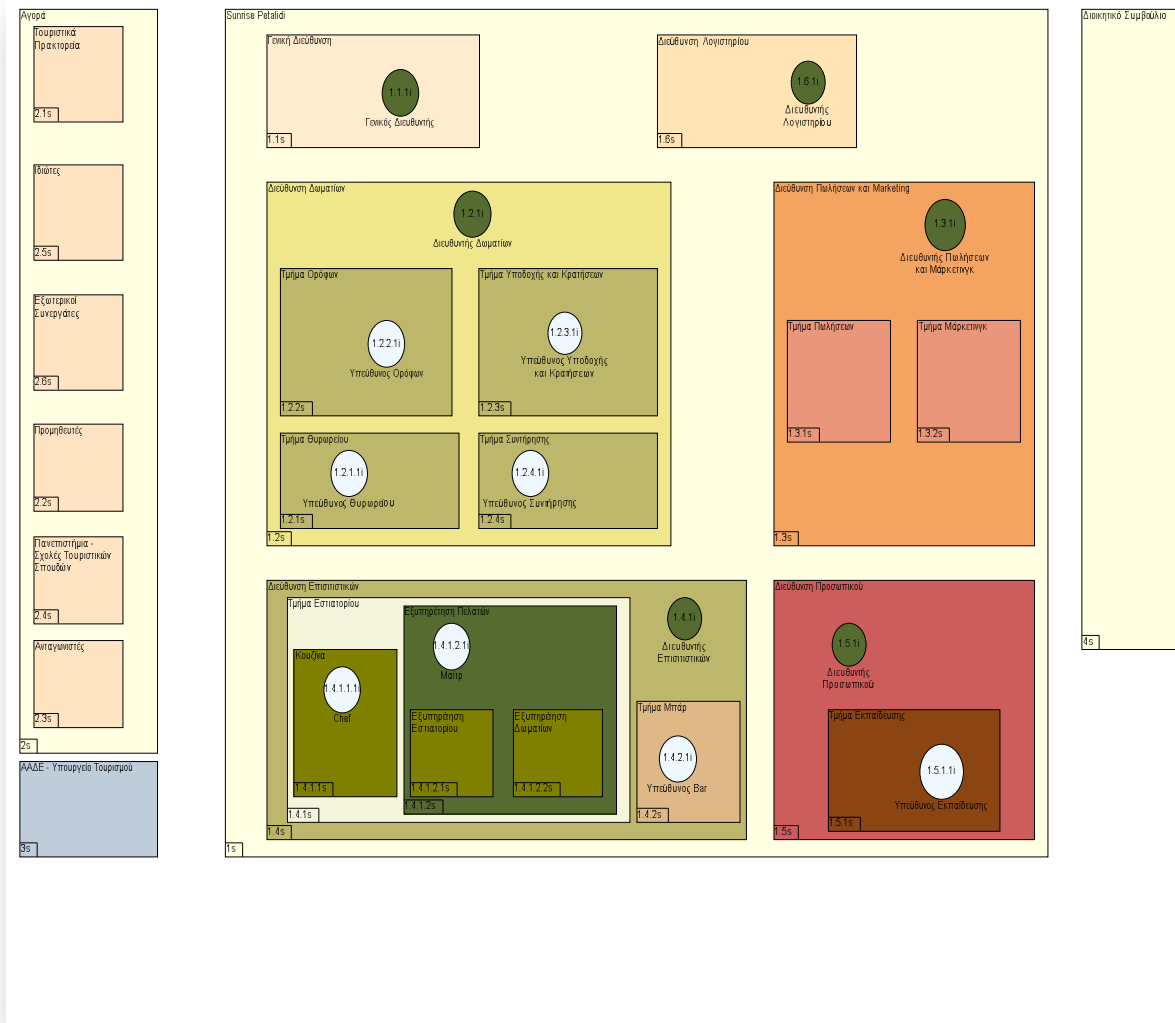 Αγορά
Τουριστικά
Πρακτορεία
2.1s
Ιδιώτες
2.5s
Εξωτερικοί
Συνεργάτες
2.6s
Προμηθευτές
2.2s
Πανεπιστήμια -
Σχολές Τουριστικών
Σπουδών
2.4s
Ανταγωνιστές
2.3s
2s
ΑΑΔΕ - Υπουργείο Τουρισμού
3s
Sunrise Petalidi
Γενική Διεύθυνση
1.1.1i
Γενικός Διευθυντής
1.1s
Διεύθυνση Λογιστηρίου
1.6.1i
Διευθυντής
Λογιστηρίου
1.6s
Διεύθυνση Δωματίων
1.2.1i
Διευθυντής Δωματίων
Τμήμα Ορόφων
1.2.2.1i
Υπεύθυνος Ορόφων
1.2.2s
Τμήμα Υποδοχής και Κρατήσεων
1.2.3.1i
Υπεύθυνος Υποδοχής
και Κρατήσεων
1.2.3s
Τμήμα Θυρωρείου
1.2.1.1i
Υπεύθυνος Θυρωρείου
1.2.1s
Τμήμα Συντήρησης
1.2.4.1i
Υπεύθυνος Συντήρησης
1.2.4s
1.2s
Διεύθυνση Πωλήσεων και Marketing
1.3.1i
Διευθυντής Πωλήσεων
και Μάρκετινγκ
Τμήμα Πωλήσεων
1.3.1s
Τμήμα Μάρκετινγκ
1.3.2s
1.3s
Διεύθυνση Επισιτιστικών
Τμήμα Εστιατορίου
Κουζίνα
1.4.1.1.1i
Chef
1.4.1.1s
Εξυπηρέτηση Πελατών
1.4.1.2.1i
Μαίτρ
Εξυπηρέτηση
Εστιατορίου
1.4.1.2.1s
Εξυπηρέτηση
Δωματίων
1.4.1.2.2s
1.4.1.2s
1.4.1s
1.4.1i
Διευθυντής
Επισιτιστικών
Τμήμα Μπάρ
1.4.2.1i
Υπεύθυνος Bar
1.4.2s
1.4s
Διεύθυνση Προσωπικού
1.5.1i
Διευθυντής
Προσωπικού
Τμήμα Εκπαίδευσης
1.5.1.1i
Υπεύθυνος Εκπαίδευσης
1.5.1s
1.5s
1s
Διοικητικό Συμβούλιο
4s